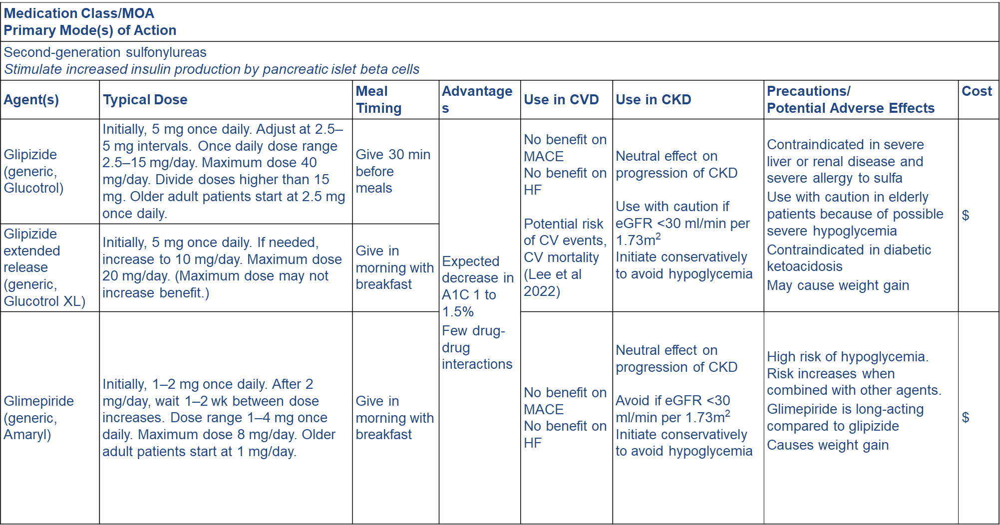 Medication Class/MOA
Primary Mode(s) of Action
Second-generation sulfonylureas
Stimulate increased insulin production by pancreatic islet beta cells
Agent(s)
Typical Dose
Meal
Timing
Advantage
s
Use in CVD
Use in CKD
Precautions/
Potential Adverse Effects
Cost
Glipizide
(generic,
Glucotrol)
Initially, 5 mg once daily. Adjust at 2.5–
5 mg intervals. Once daily dose range
2.5–15 mg/day. Maximum dose 40
mg/day. Divide doses higher than 15
mg. Older adult patients start at 2.5 mg
once daily.
Give 30 min
before
meals
Expected
decrease in
A1C 1 to
1.5%
Few drug-
drug
interactions
No benefit on
MACE
No benefit on
HF
Potential risk
of CV events,
CV mortality
(Lee et al
2022)
Neutral effect on
progression of CKD
Use with caution if
eGFR <30 ml/min per
1.73m²
Initiate conservatively
to avoid hypoglycemia
Contraindicated in severe
liver or renal disease and
severe allergy to sulfa
Use with caution in elderly
patients because of possible
severe hypoglycemia
Contraindicated in diabetic
ketoacidosis
May cause weight gain
$
Glipizide
extended
release
(generic,
Glucotrol XL)
Initially, 5 mg once daily. If needed,
increase to 10 mg/day. Maximum dose
20 mg/day. (Maximum dose may not
increase benefit.)
Give in
morning with
breakfast
Glimepiride
(generic,
Amaryl)
Initially, 1–2 mg once daily. After 2
mg/day, wait 1–2 wk between dose
increases. Dose range 1–4 mg once
daily. Maximum dose 8 mg/day. Older
adult patients start at 1 mg/day.
Give in
morning with
breakfast
No benefit on
MACE
No benefit on
HF
Neutral effect on
progression of CKD
Avoid if eGFR <30
ml/min per 1.73m²
Initiate conservatively
to avoid hypoglycemia
High risk of hypoglycemia.
Risk increases when
combined with other agents.
Glimepiride is long-acting
compared to glipizide
Causes weight gain
$